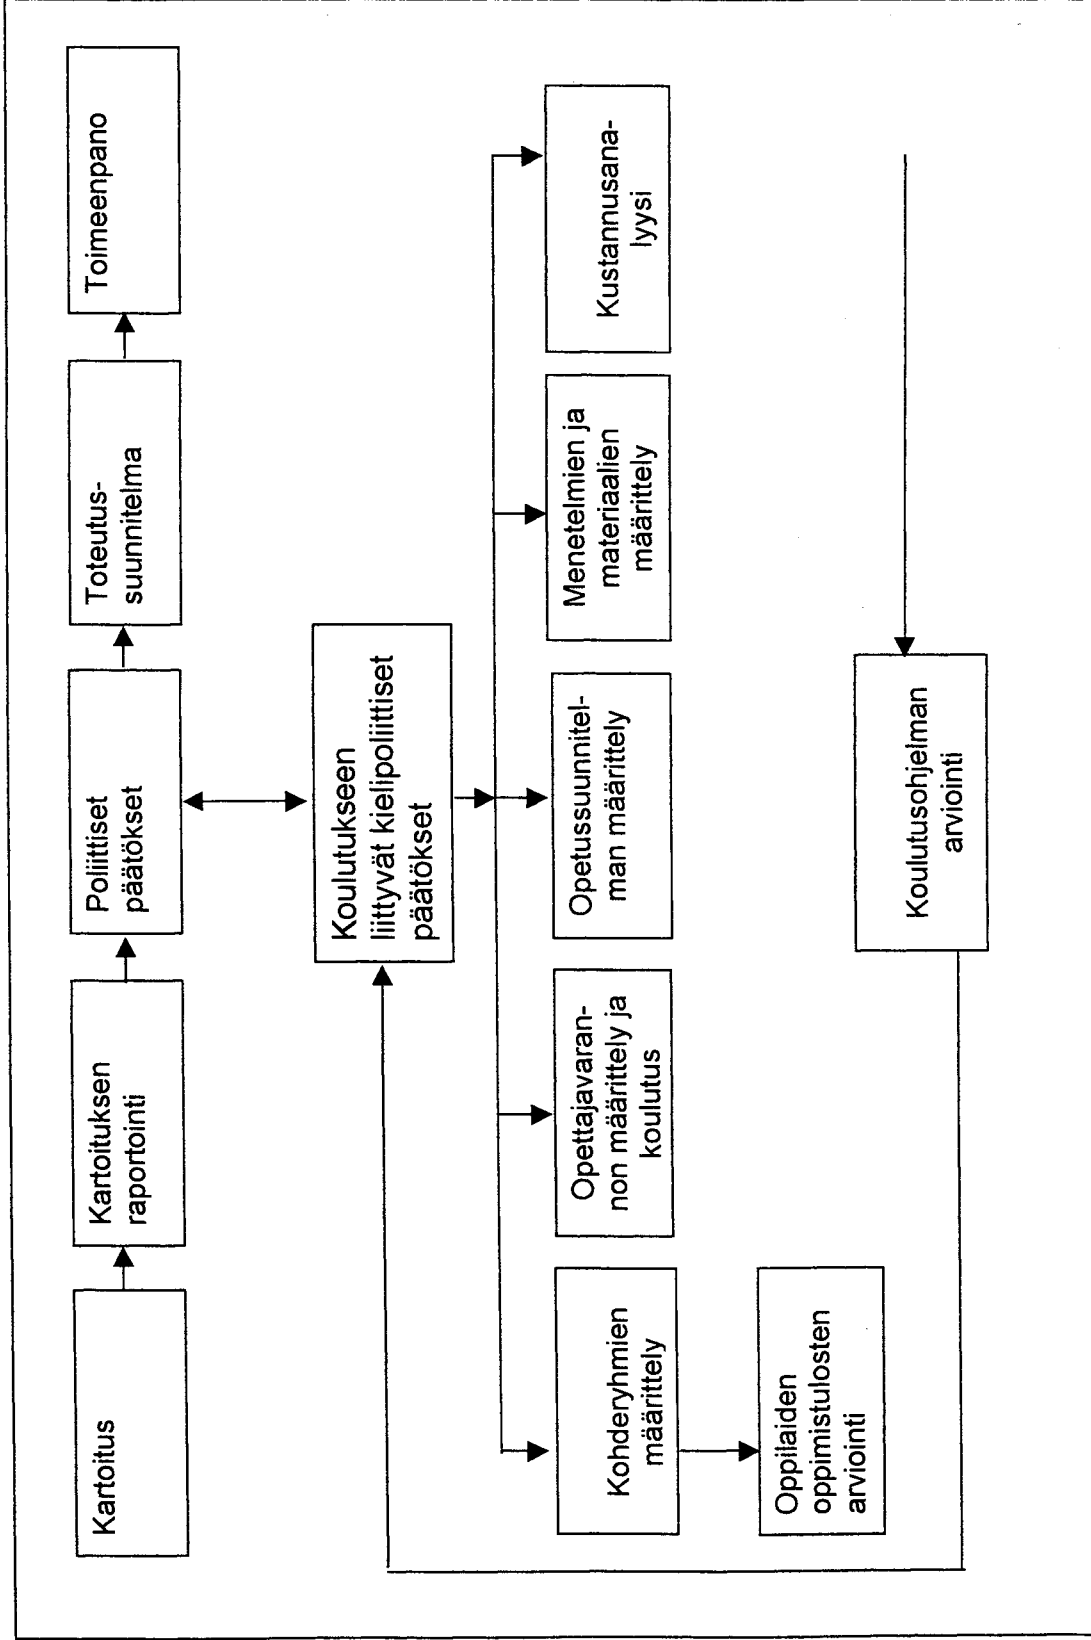 Kartoitus
Kartoituksen
raportointi
Poliittiset
päätökset
Toteutus-
suunnitelma
Toimeenpano
Koulutukseen
liittyvät kielipoliittiset
päätökset
Kohderyhmien
määrittely
Opettajavaran-
non määrittely ja
koulutus
Opetussuunnitel-
man määrittely
Menetelmien ja
materiaalien
määrittely
Kustannusana-
lyysi
Oppilaiden
oppimistulosten
arviointi
Koulutusohjelman
arviointi